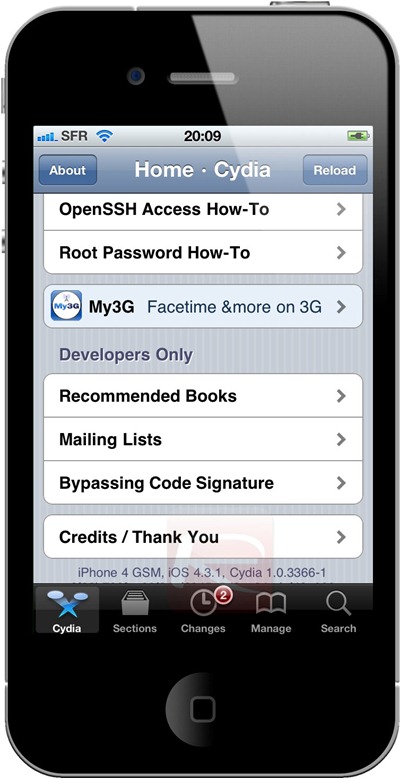 SFR 20:09
About Home · Cydia Reload
OpenSSH Access How-To
Root Password How-To
My3G My3G Facetime &more on 3G
Developers Only
Recommended Books
Mailing Lists
Bypassing Code Signature
Credits / Thank You
iPhone 4 GSM, iOS 4.3.1, Cydia 1.0.3366-1
2
Cydia Sections Changes Manage Search